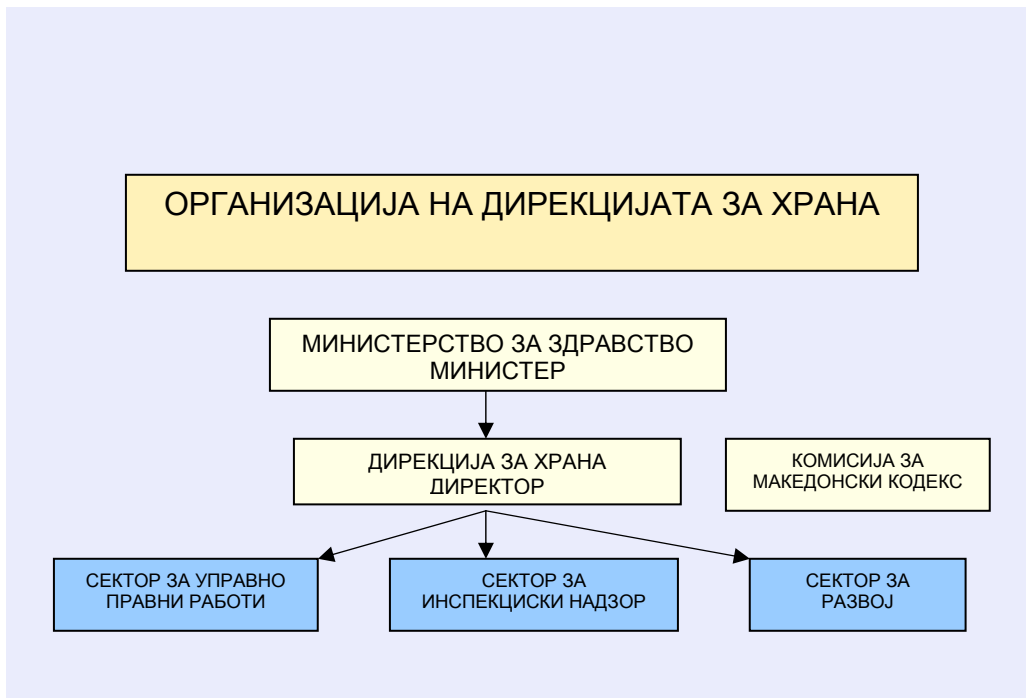 ОРГАНИЗАЦИЈА НА ДИРЕКЦИЈАТА ЗА ХРАНА
МИНИСТЕРСТВО ЗА ЗДРАВСТВО
МИНИСТЕР
ДИРЕКЦИЈА ЗА ХРАНА
ДИРЕКТОР
КОМИСИЈА ЗА
МАКЕДОНСКИ КОДЕКС
СЕКТОР ЗА УПРАВНО
ПРАВНИ РАБОТИ
СЕКТОР ЗА
ИНСПЕКЦИСКИ НАДЗОР
СЕКТОР ЗА
РАЗВОЈ